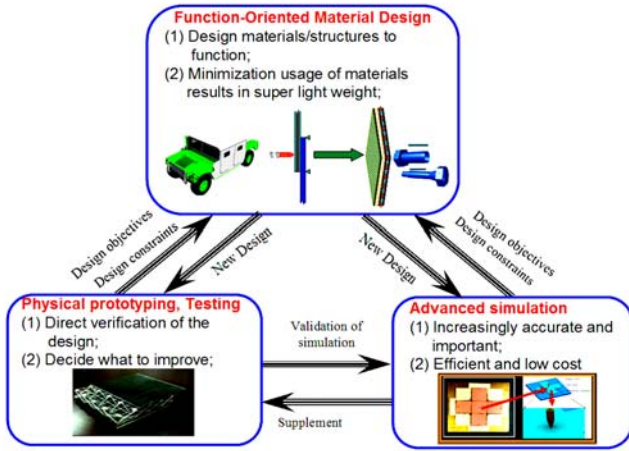 Function-Oriented Material Design
(1) Design materials/structures to
function;
(2) Minimization usage of materials
results in super light weight;
Design objectives
Design constraints
New Design
New Design
Design objectives
Design constraints
Physical prototyping, Testing
(1) Direct verification of the
design;
(2) Decide what to improve;
Validation of
simulation
Supplement
Advanced simulation
(1) Increasingly accurate and
important;
(2) Efficient and low cost